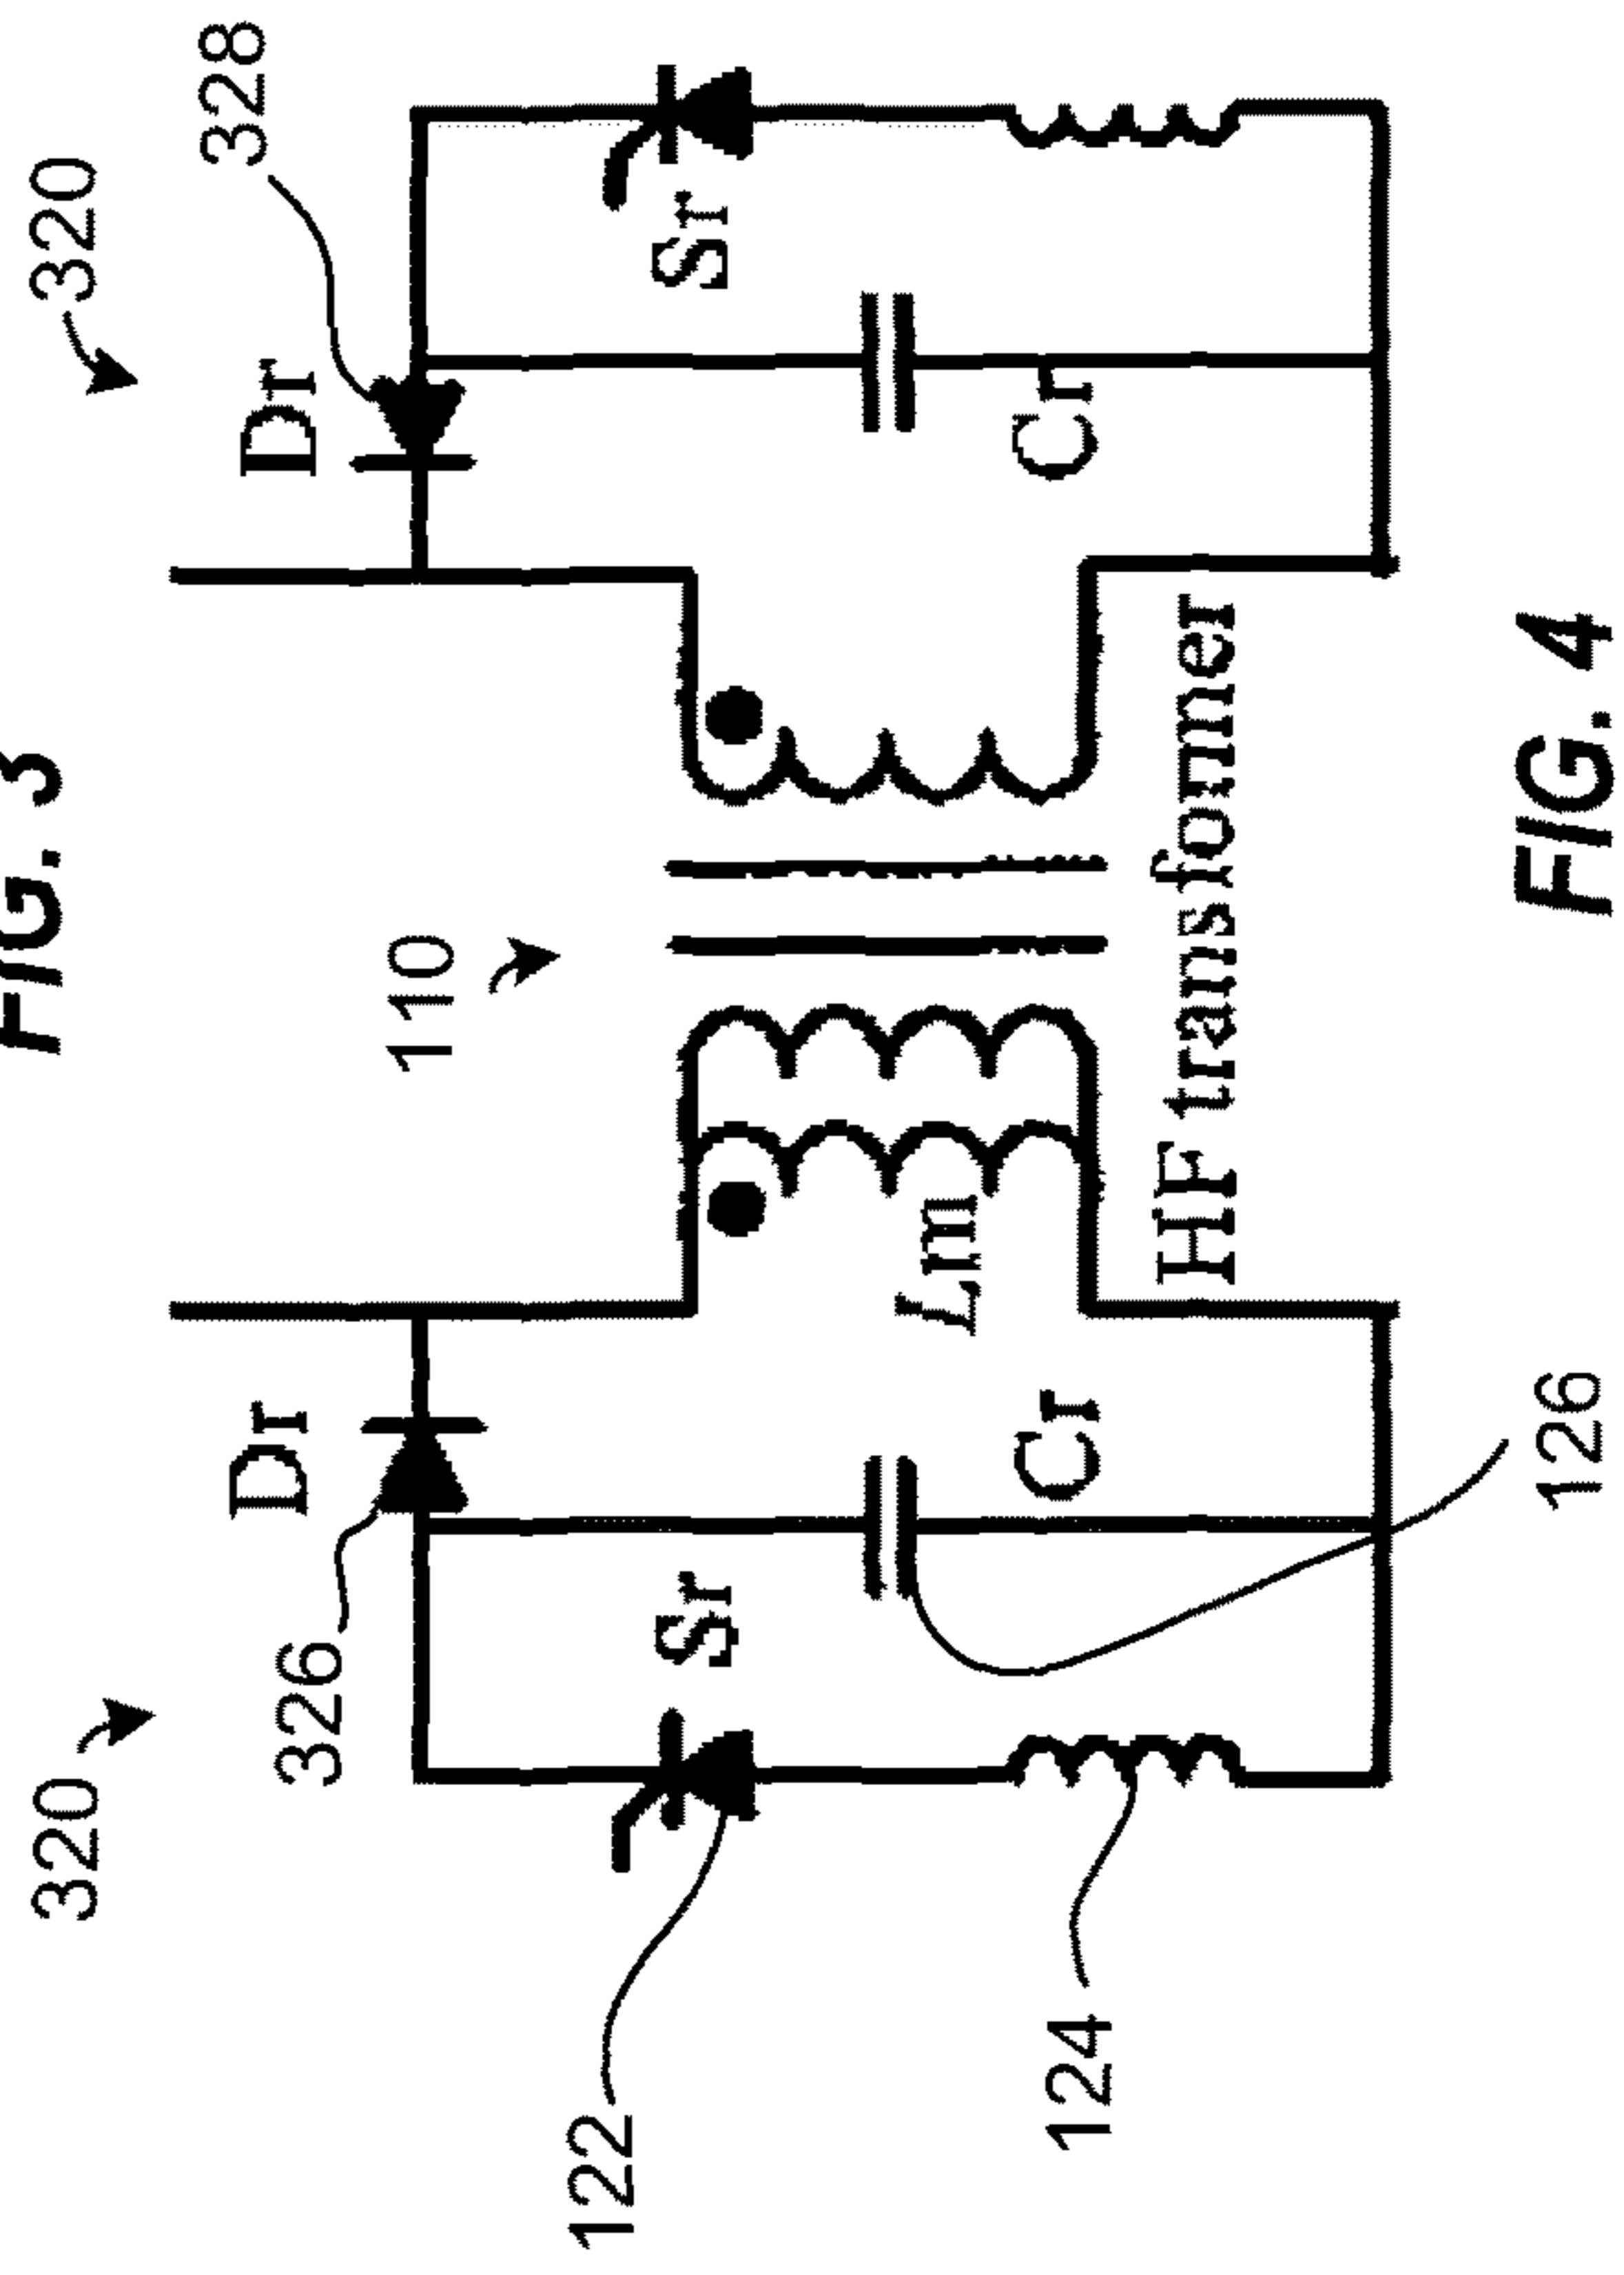 FIG. 3
320
320
328
326
Dr
Dr
110
122
Sr
Sr
Lm
124
Cr
Cr
HF transformer
126
FIG. 4